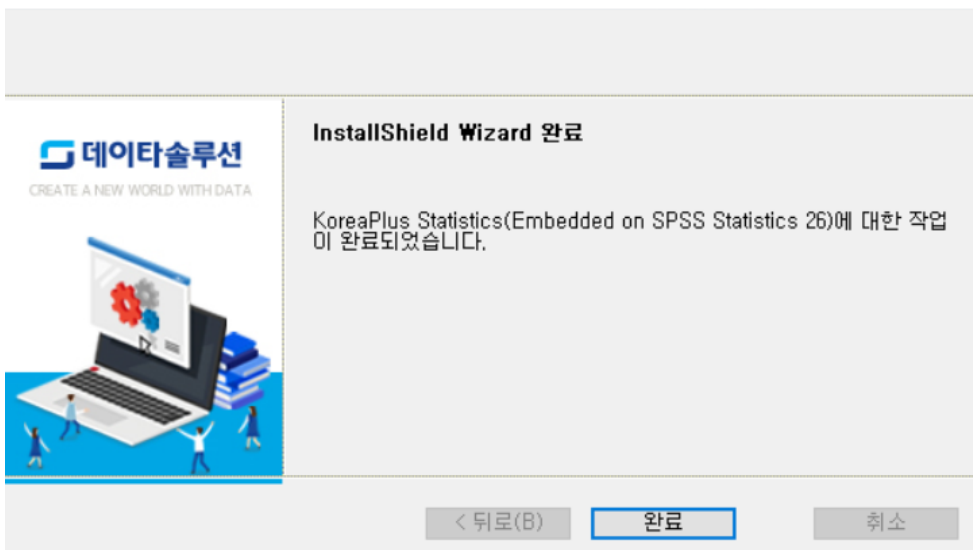 데이타솔루션
CREATE A NEW WORLD WITH DATA
InstallShield Wizard 완료
KoreaPlus Statistics(Embedded on SPSS Statistics 26)에 대한 작업
이 완료되었습니다.
< 뒤로(B)
완료
취소